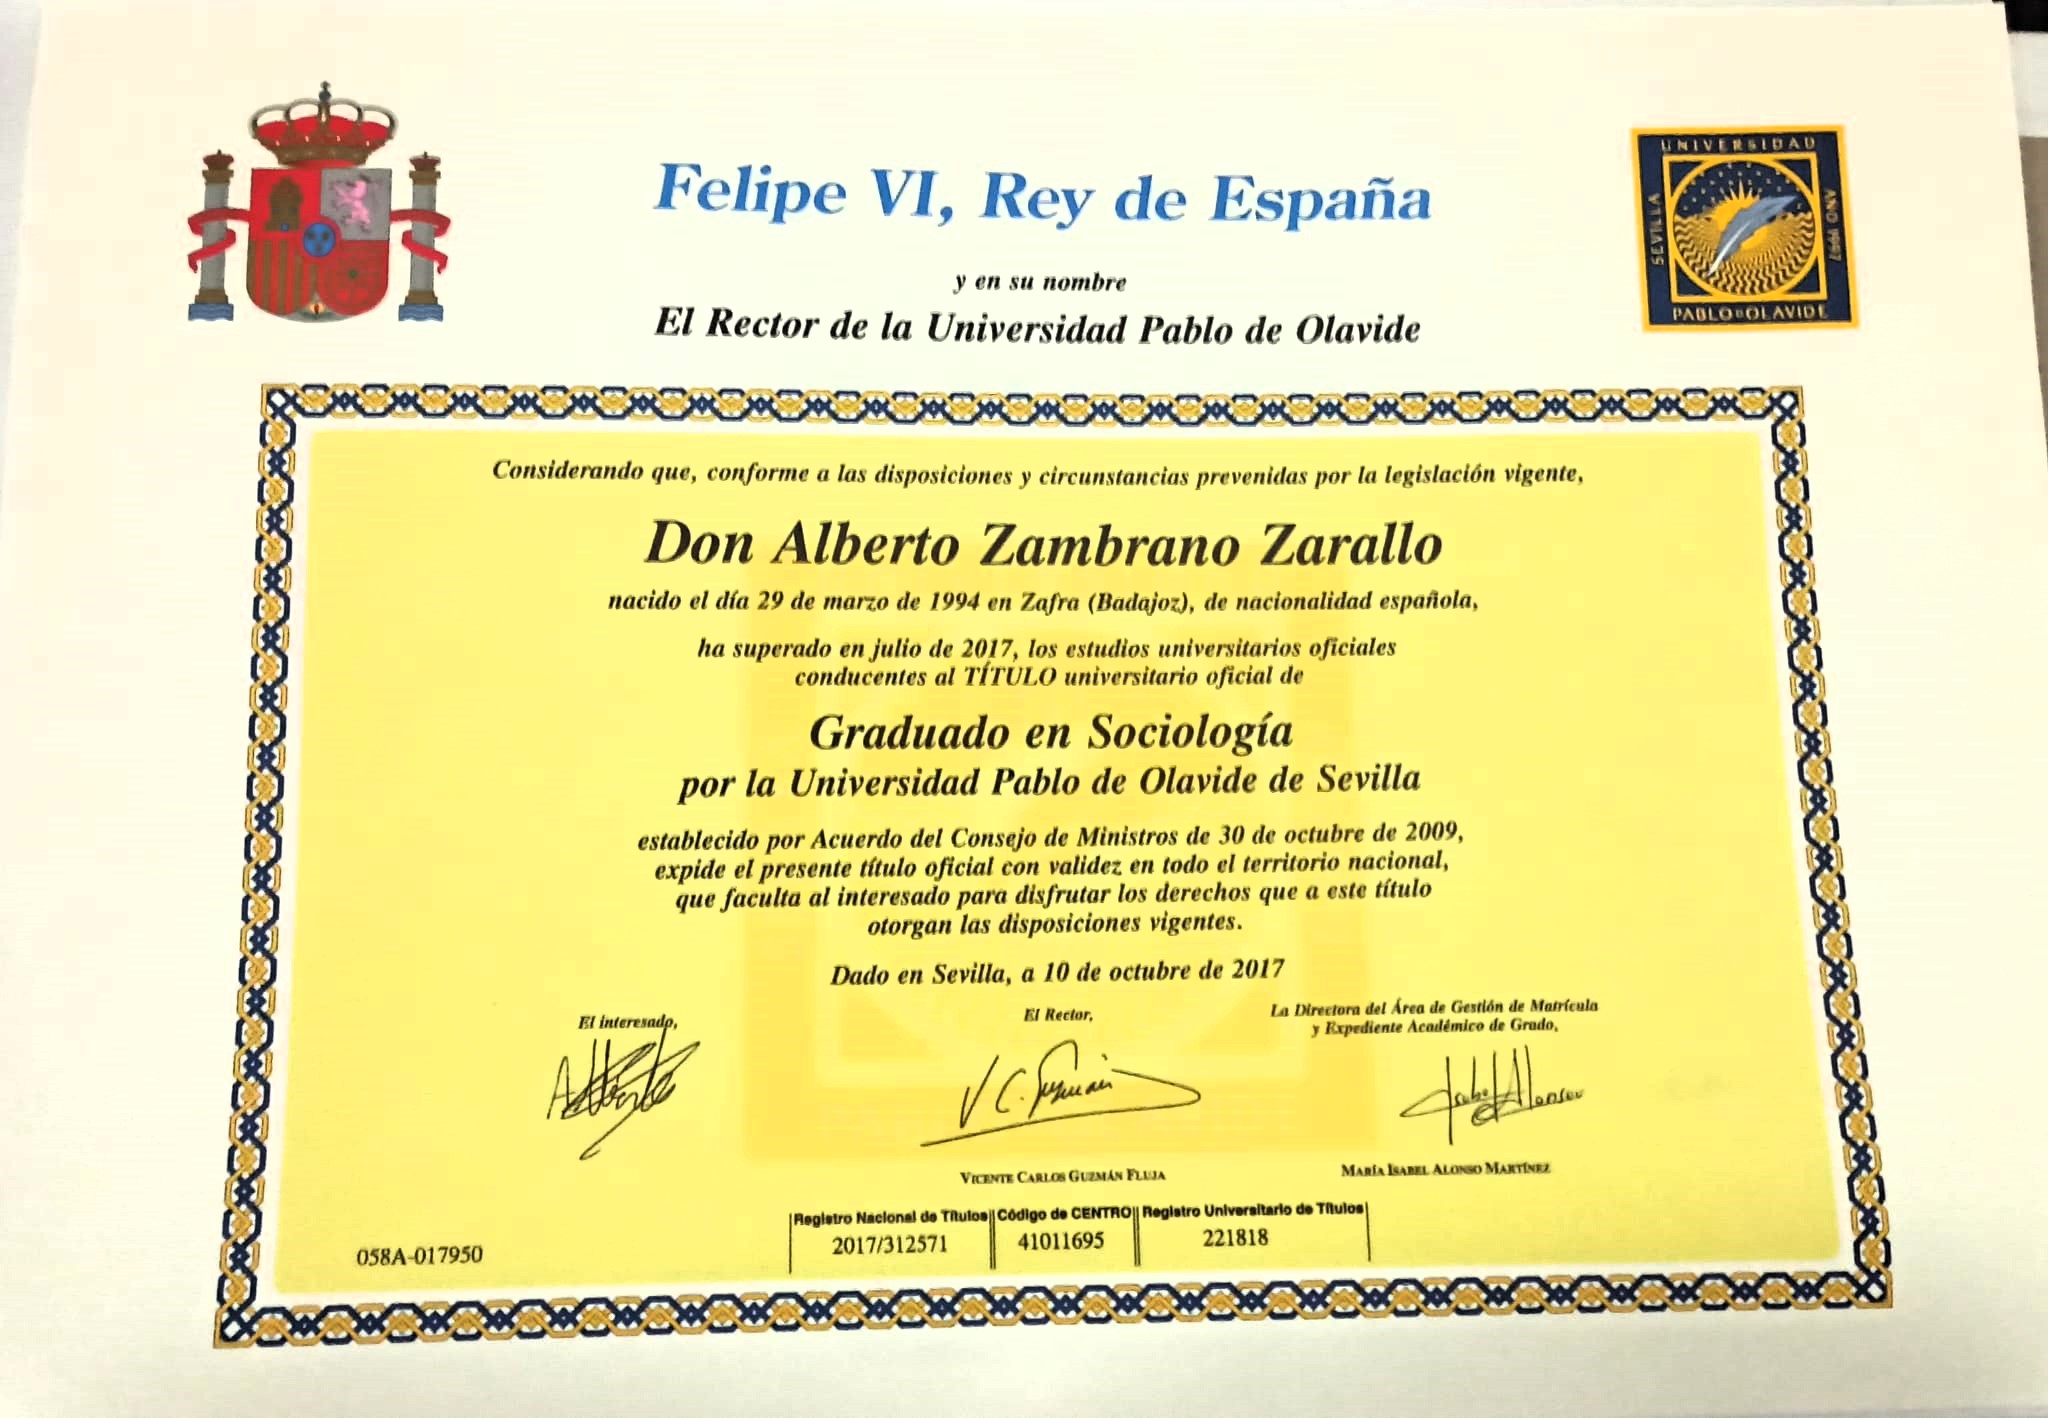 Felipe VI, Rey de España
UNIVERSIDAD
SEVILLA
AÑO 1997
PABLO DE OLAVIDE
y en su nombre
El Rector de la Universidad Pablo de Olavide
Considerando que, conforme a las disposiciones y circunstancias prevenidas por la legislación vigente,
Don Alberto Zambrano Zarallo
nacido el día 29 de marzo de 1994 en Zafra (Badajoz), de nacionalidad española,
ha superado en julio de 2017, los estudios universitarios oficiales
conducentes al TÍTULO universitario oficial de
Graduado en Sociología
por la Universidad Pablo de Olavide de Sevilla
establecido por Acuerdo del Consejo de Ministros de 30 de octubre de 2009,
expide el presente título oficial con validez en todo el territorio nacional,
que faculta al interesado para disfrutar los derechos que a este título
otorgan las disposiciones vigentes.
Dado en Sevilla, a 10 de octubre de 2017
El interesado,
El Rector,
La Directora del Área de Gestión de Matrícula
y Expediente Académico de Grado,
Alberto
V C. Guzmán
Isabel Alonso
VICENTE CARLOS GUZMÁN FLUJA
MARÍA ISABEL ALONSO MARTÍNEZ
Registro Nacional de Títulos Código de CENTRO Registro Universitario de Títulos
2017/312571 41011695 221818
058A-017950